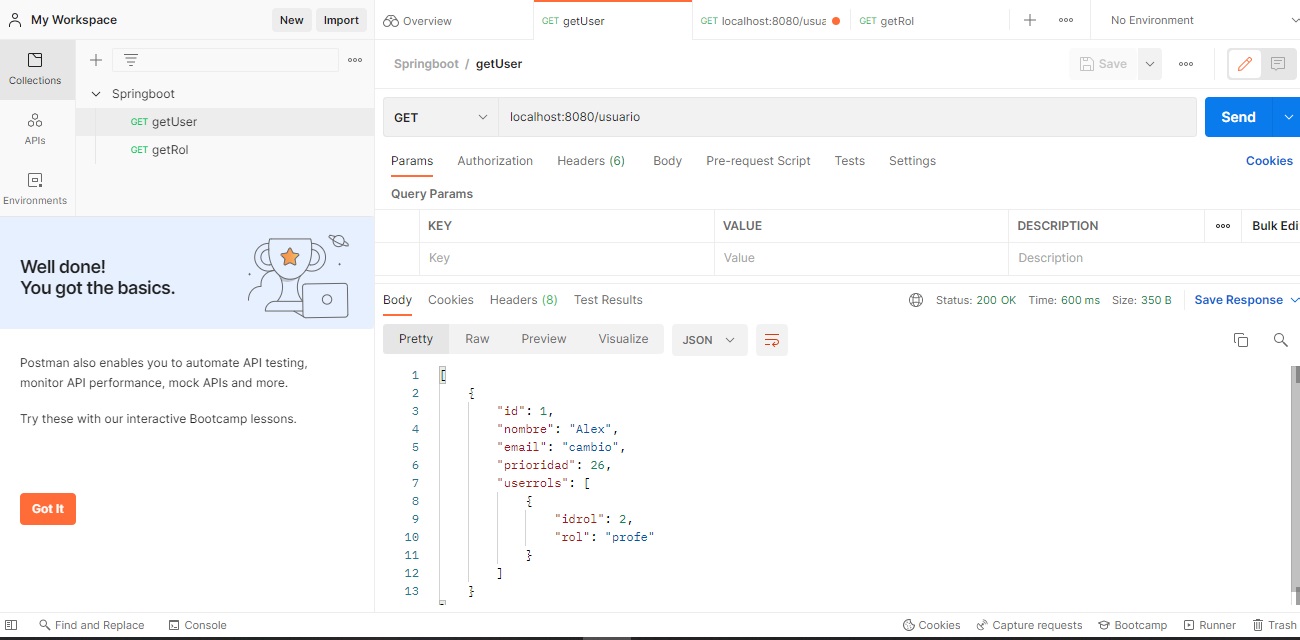 My Workspace
New
Import
Overview
GET getUser
GET localhost:8080/usua
GET getRol
No Environment
Collections
APIs
Environments
Springboot
GET getUser
GET getRol
Springboot / getUser
Save
GET
localhost:8080/usuario
Send
Params
Authorization
Headers (6)
Body
Pre-request Script
Tests
Settings
Cookies
Query Params
KEY
VALUE
DESCRIPTION
Bulk Edi
Key
Value
Description
Well done!
You got the basics.
Postman also enables you to automate API testing,
monitor API performance, mock APIs and more.
Try these with our interactive Bootcamp lessons.
Got It
Body
Cookies
Headers (8)
Test Results
Status: 200 OK
Time: 600 ms
Size: 350 B
Save Response
Pretty
Raw
Preview
Visualize
JSON
1 [
2 {
3 "id": 1,
4 "nombre": "Alex",
5 "email": "cambio",
6 "prioridad": 26,
7 "userrols": [
8 {
9 "idrol": 2,
10 "rol": "profe"
11 }
12 ]
13 }
Find and Replace
Console
Cookies
Capture requests
Bootcamp
Runner
Trash